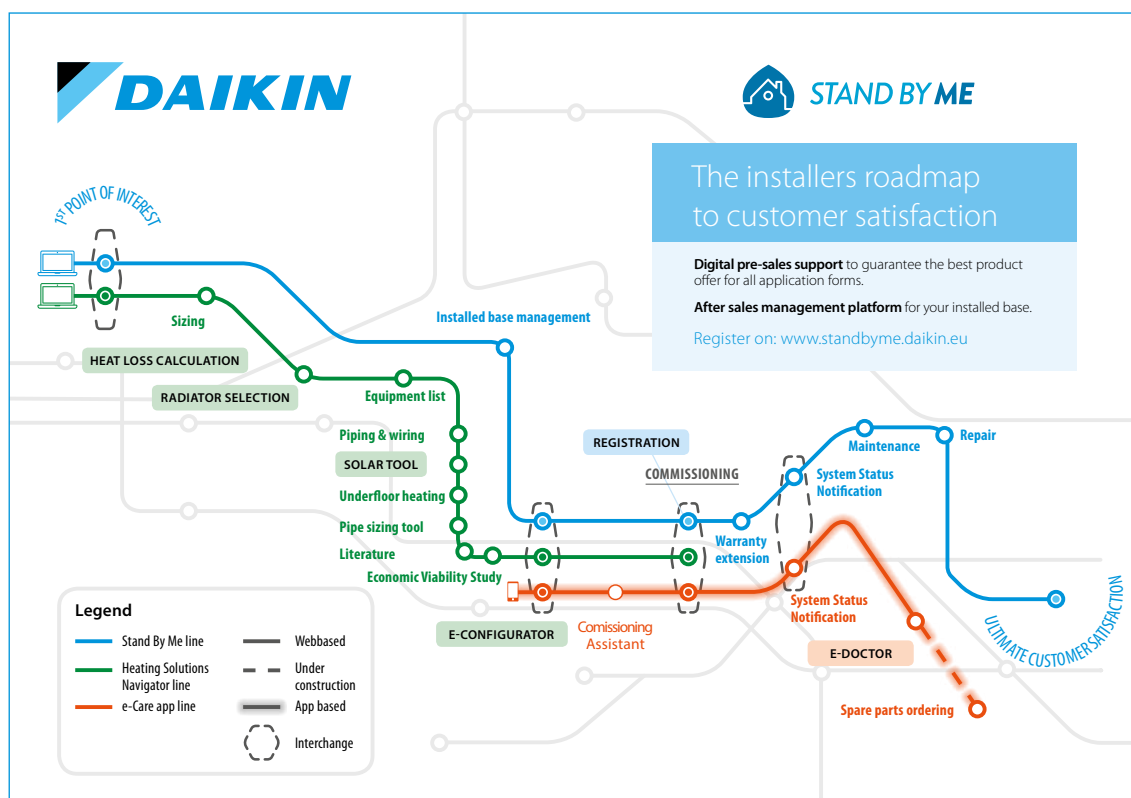 DAIKIN
STAND BY ME
The installers roadmap
to customer satisfaction
Digital pre-sales support to guarantee the best product
offer for all application forms.
After sales management platform for your installed base.
Register on: www.standbyme.daikin.eu
1ST POINT OF INTEREST
Sizing
Installed base management
HEAT LOSS CALCULATION
RADIATOR SELECTION
Equipment list
Piping & wiring
SOLAR TOOL
Underfloor heating
Pipe sizing tool
Literature
Economic Viability Study
REGISTRATION
COMMISSIONING
Maintenance
Repair
System Status
Notification
Warranty
extension
System Status
Notification
E-CONFIGURATOR
Comissioning
Assistant
E-DOCTOR
Spare parts ordering
ULTIMATE CUSTOMER SATISFACTION
Legend
Stand By Me line
Heating Solutions
Navigator line
e-Care app line
Webbased
Under
construction
App based
Interchange